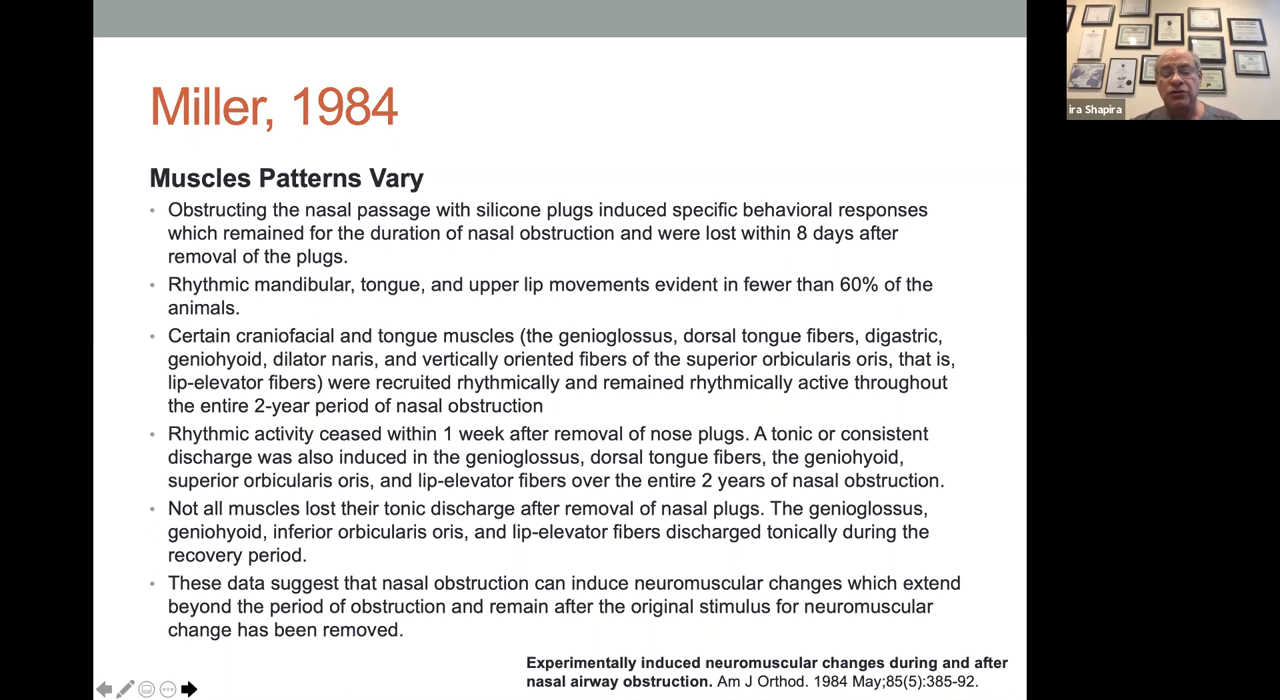 Miller, 1984
Muscles Patterns Vary
• Obstructing the nasal passage with silicone plugs induced specific behavioral responses
which remained for the duration of nasal obstruction and were lost within 8 days after
removal of the plugs.
• Rhythmic mandibular, tongue, and upper lip movements evident in fewer than 60% of the
animals.
• Certain craniofacial and tongue muscles (the genioglossus, dorsal tongue fibers, digastric,
geniohyoid, dilator naris, and vertically oriented fibers of the superior orbicularis oris, that is,
lip-elevator fibers) were recruited rhythmically and remained rhythmically active throughout
the entire 2-year period of nasal obstruction
• Rhythmic activity ceased within 1 week after removal of nose plugs. A tonic or consistent
discharge was also induced in the genioglossus, dorsal tongue fibers, the geniohyoid,
superior orbicularis oris, and lip-elevator fibers over the entire 2 years of nasal obstruction.
• Not all muscles lost their tonic discharge after removal of nasal plugs. The genioglossus,
geniohyoid, inferior orbicularis oris, and lip-elevator fibers discharged tonically during the
recovery period.
• These data suggest that nasal obstruction can induce neuromuscular changes which extend
beyond the period of obstruction and remain after the original stimulus for neuromuscular
change has been removed.
Experimentally induced neuromuscular changes during and after
nasal airway obstruction. Am J Orthod. 1984 May;85(5):385-92.
ira Shapira